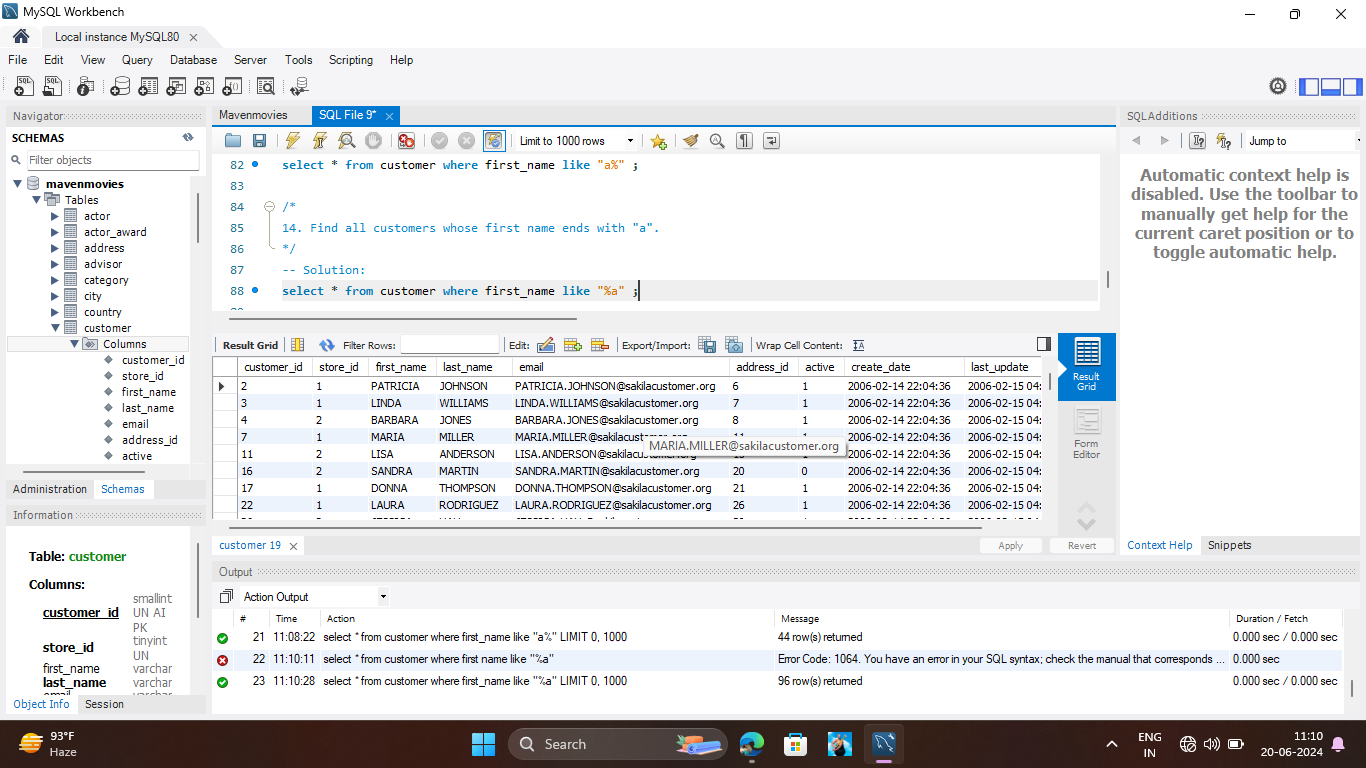 MySQL Workbench
Local instance MySQL80
File Edit View Query Database Server Tools Scripting Help
Navigator
SCHEMAS
Filter objects
mavenmovies
Tables
actor
actor_award
address
advisor
category
city
country
customer
Columns
customer_id
store_id
first_name
last_name
email
address_id
active
Administration Schemas
Information
Table: customer
Columns:
customer_id smallint UN AI PK
store_id tinyint UN
first_name varchar
last_name varchar
email varchar
Object Info Session
Mavenmovies SQL File 9*
Limit to 1000 rows
82 select * from customer where first_name like "a%" ;
83
84 /*
85 14. Find all customers whose first name ends with "a".
86 */
87 -- Solution:
88 select * from customer where first_name like "%a" ;
Result Grid Filter Rows: Edit: Export/Import: Wrap Cell Content:
customer_id store_id first_name last_name email address_id active create_date last_update
2 1 PATRICIA JOHNSON PATRICIA.JOHNSON@sakilacustomer.org 6 1 2006-02-14 22:04:36 2006-02-15 04:
3 1 LINDA WILLIAMS LINDA.WILLIAMS@sakilacustomer.org 7 1 2006-02-14 22:04:36 2006-02-15 04:
4 2 BARBARA JONES BARBARA.JONES@sakilacustomer.org 8 1 2006-02-14 22:04:36 2006-02-15 04:
7 1 MARIA MILLER MARIA.MILLER@sakilacustomer.org 11 1 2006-02-14 22:04:36 2006-02-15 04:
MARIA.MILLER@sakilacustomer.org
11 2 LISA ANDERSON LISA.ANDERSON@sakilacustomer.org 1 2006-02-14 22:04:36 2006-02-15 04:
16 2 SANDRA MARTIN SANDRA.MARTIN@sakilacustomer.org 20 0 2006-02-14 22:04:36 2006-02-15 04:
17 1 DONNA THOMPSON DONNA.THOMPSON@sakilacustomer.org 21 1 2006-02-14 22:04:36 2006-02-15 04:
22 1 LAURA RODRIGUEZ LAURA.RODRIGUEZ@sakilacustomer.org 26 1 2006-02-14 22:04:36 2006-02-15 04:
Result Grid
Form Editor
customer 19 Apply Revert
SQLAdditions
Jump to
Automatic context help is
disabled. Use the toolbar to
manually get help for the
current caret position or to
toggle automatic help.
Context Help Snippets
Output
Action Output
# Time Action Message Duration / Fetch
21 11:08:22 select * from customer where first_name like "a%" LIMIT 0, 1000 44 row(s) returned 0.000 sec / 0.000 sec
22 11:10:11 select * from customer where first name like "%a" Error Code: 1064. You have an error in your SQL syntax; check the manual that corresponds ... 0.000 sec
23 11:10:28 select * from customer where first_name like "%a" LIMIT 0, 1000 96 row(s) returned 0.000 sec / 0.000 sec
93°F
Haze
Search
ENG
IN
11:10
20-06-2024